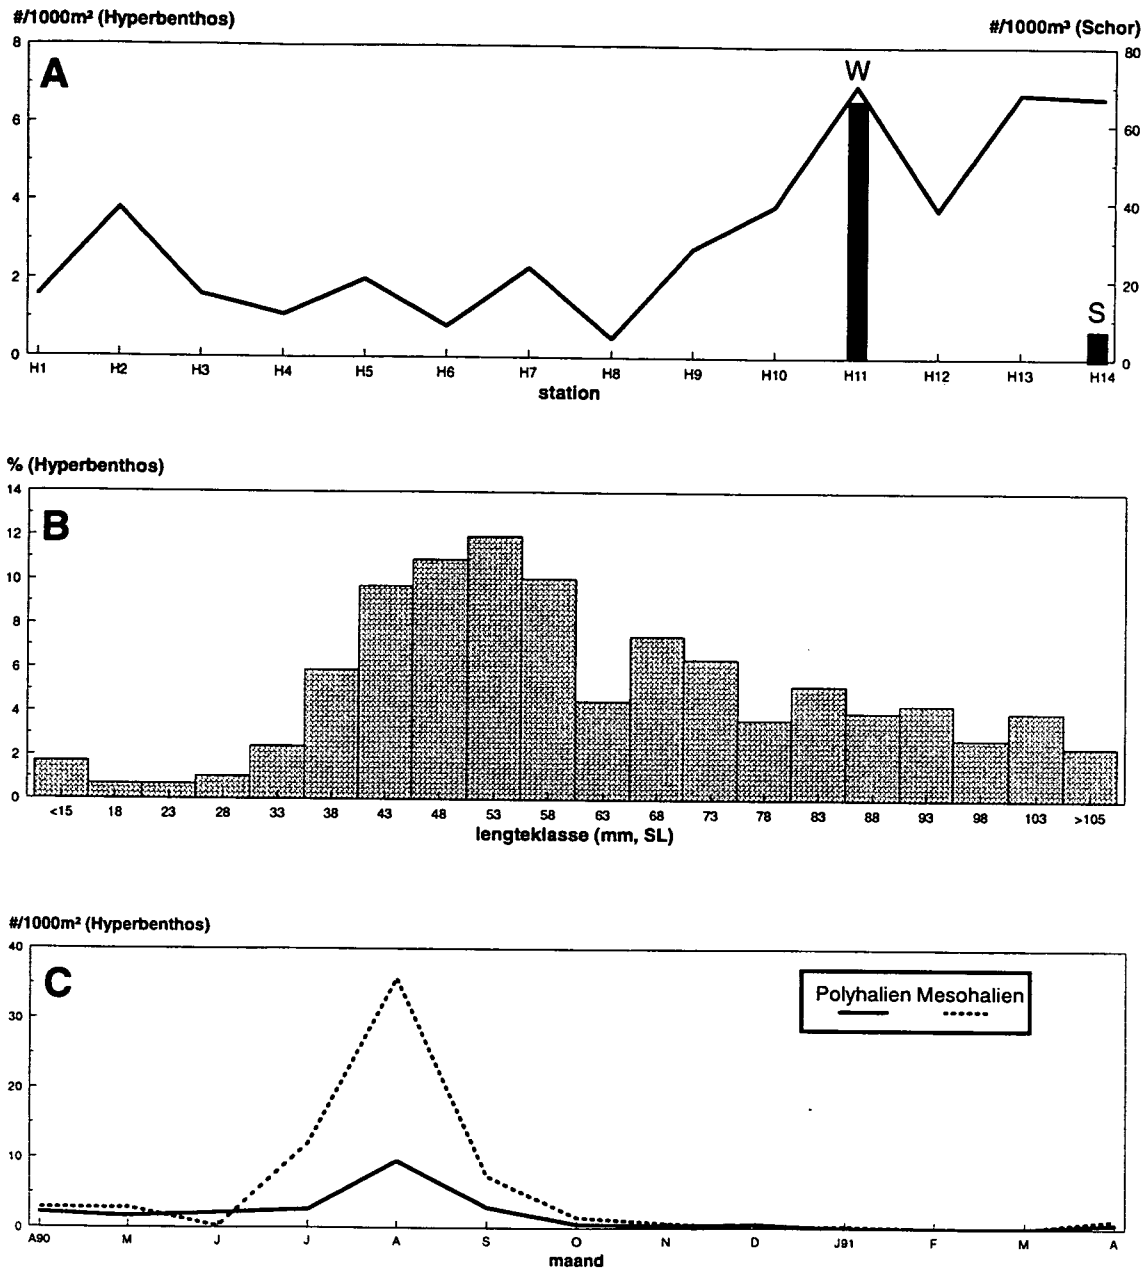 #/1000m² (Hyperbenthos)
#/1000m³ (Schor)
8
80
A
W
6
60
4
40
2
20
S
0
0
H1 H2 H3 H4 H5 H6 H7 H8 H9 H10 H11 H12 H13 H14
station
% (Hyperbenthos)
14
B
12
10
8
6
4
2
0
<15 18 23 28 33 38 43 48 53 58 63 68 73 78 83 88 93 98 103 >105
lengteklasse (mm, SL)
#/1000m² (Hyperbenthos)
40
C
Polyhalien Mesohalien
30
20
10
0
A90 M J J A S O N D J91 F M A
maand